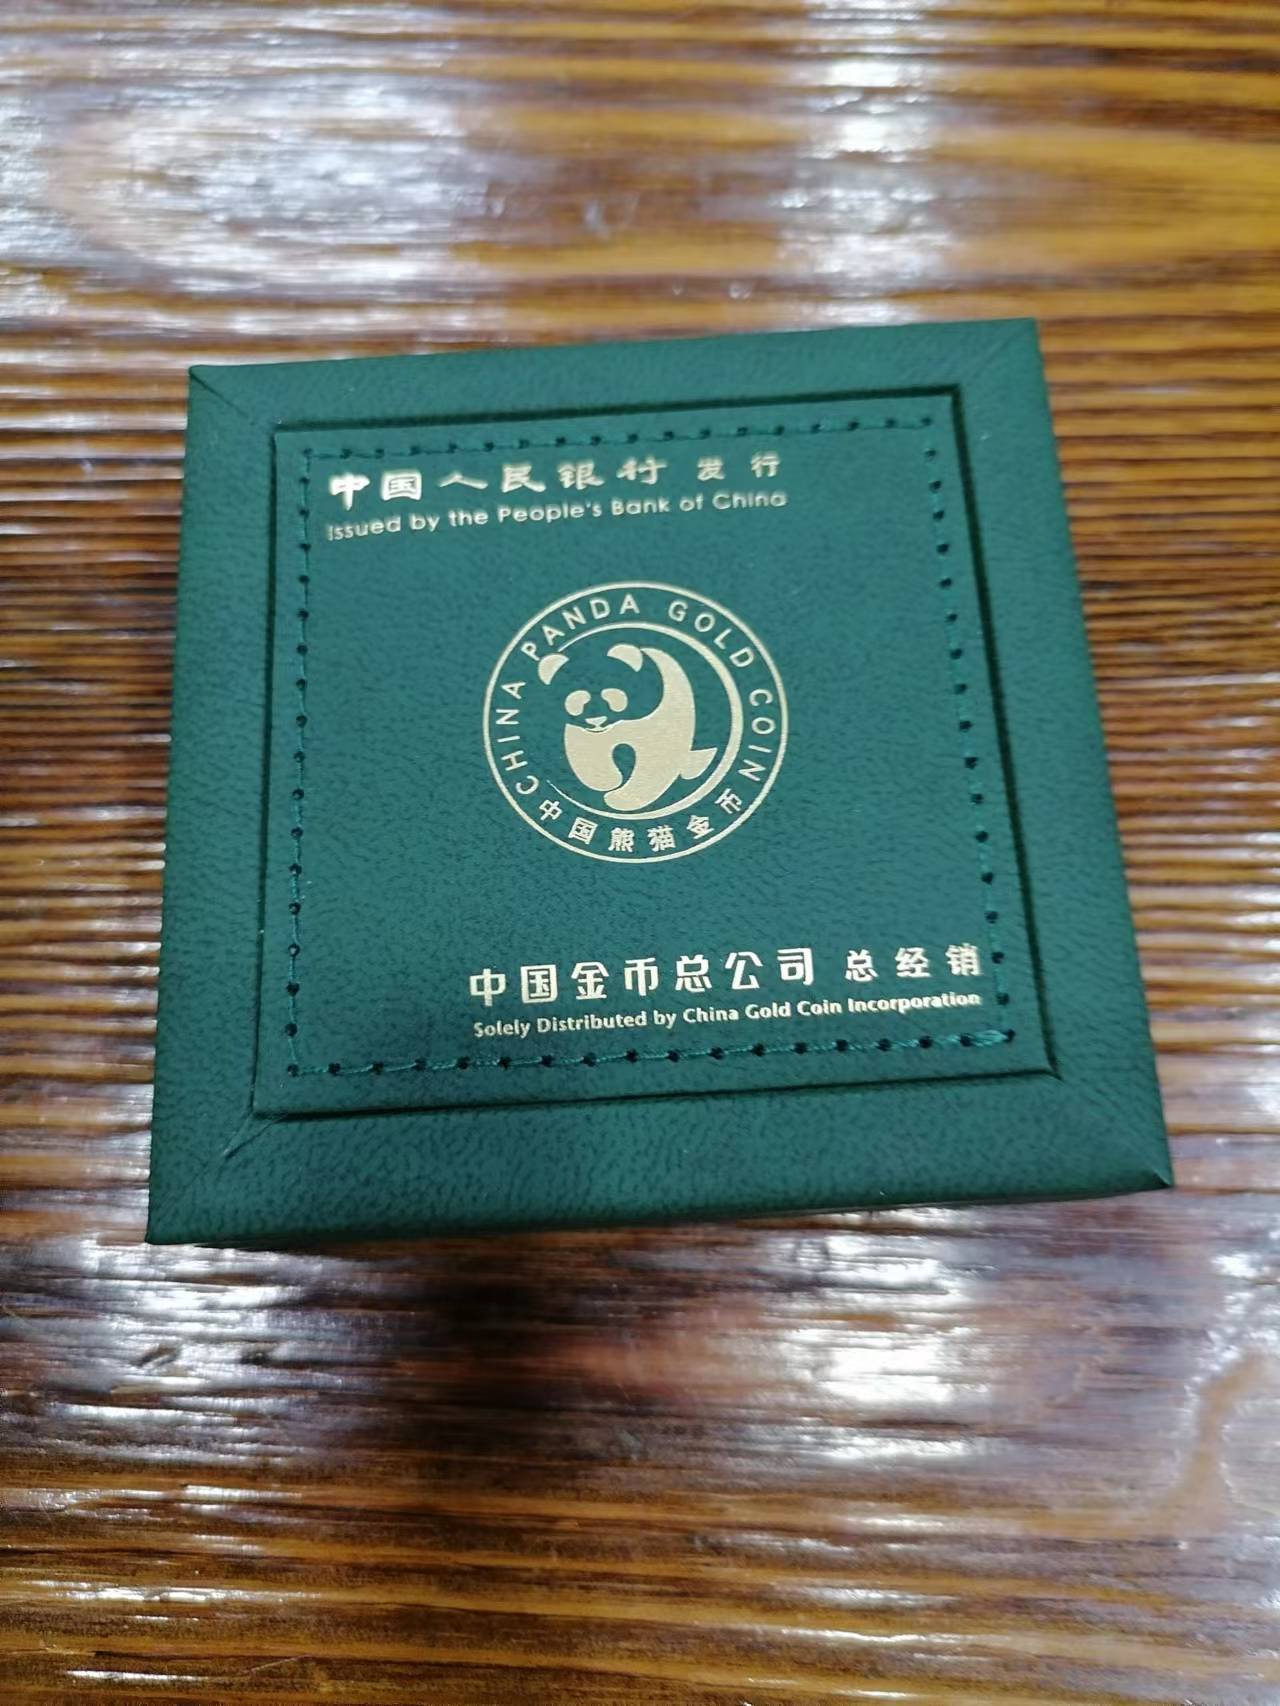 中国人民银行 发行
Issued by the People's Bank of China
CHINA PANDA GOLD COIN
中国熊猫金币
中国金币总公司 总经销
Solely Distributed by China Gold Coin Incorporation